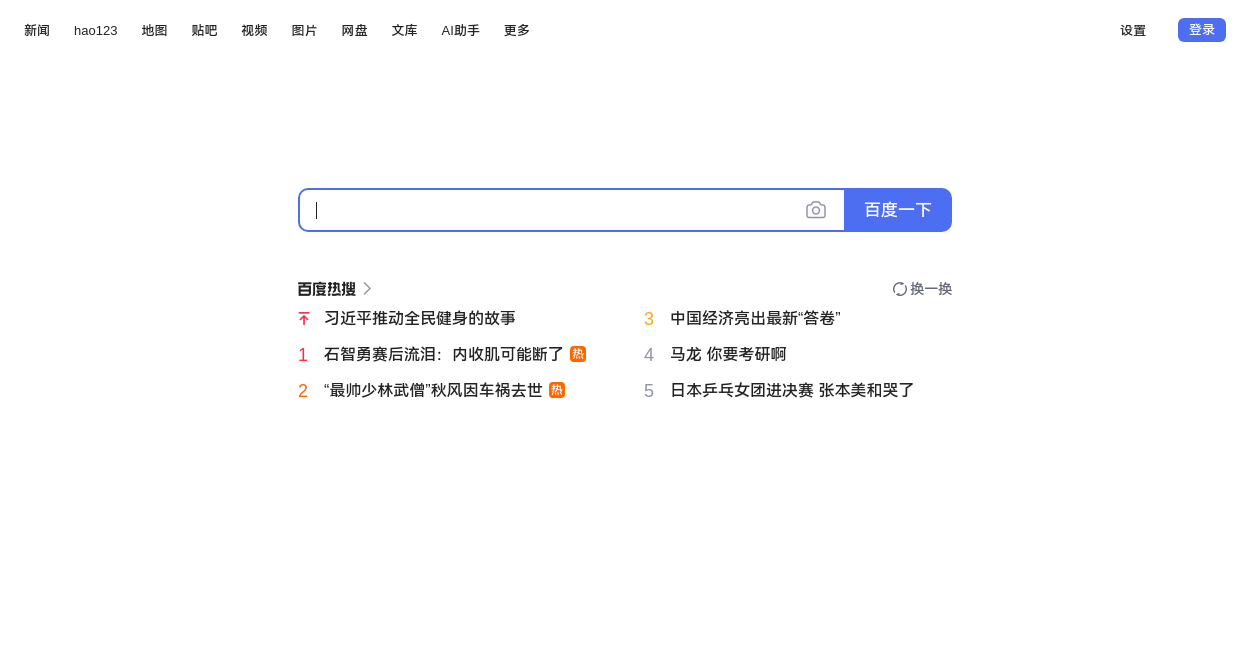 新闻 hao123 地图 贴吧 视频 图片 网盘 文库 AI助手 更多 设置 登录
百度一下
百度热搜 换一换
习近平推动全民健身的故事
1 石智勇赛后流泪：内收肌可能断了 热
2 “最帅少林武僧”秋风因车祸去世 热
3 中国经济亮出最新“答卷”
4 马龙 你要考研啊
5 日本乒乓女团进决赛 张本美和哭了